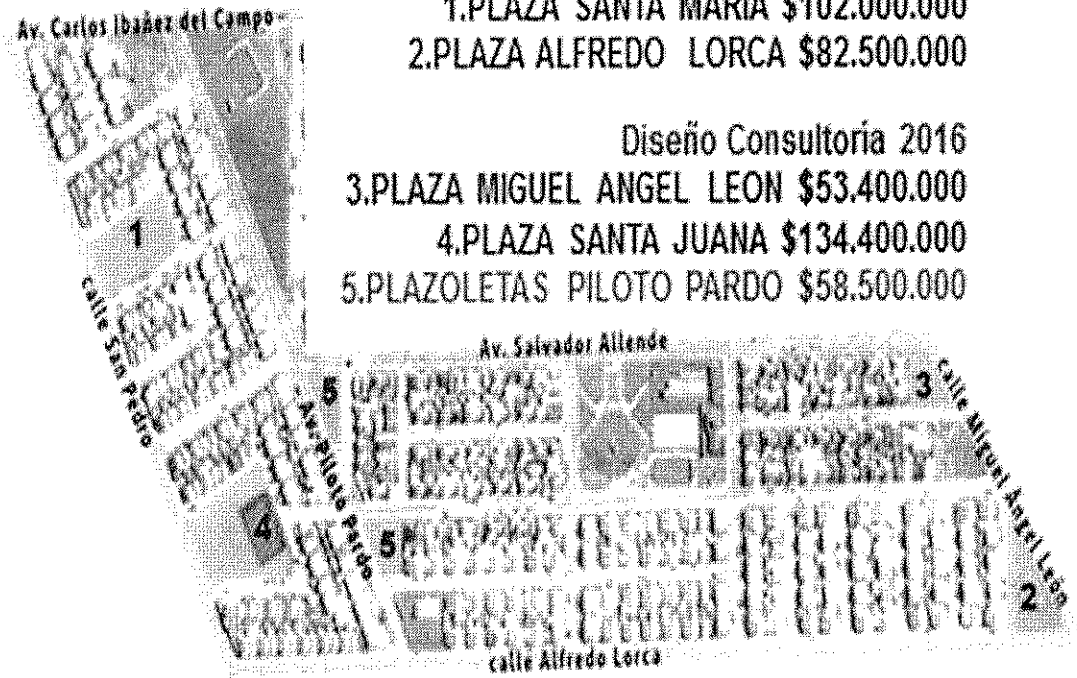 1.PLAZA SANTA MARIA $102.000.000
2.PLAZA ALFREDO LORCA $82.500.000
Diseño Consultoría 2016
3.PLAZA MIGUEL ANGEL LEON $53.400.000
4.PLAZA SANTA JUANA $134.400.000
5.PLAZOLETAS PILOTO PARDO $58.500.000
Av. Carlos Ibañez del Campo
1
calle San Pedro
Av. Salvador Allende
5
Av. Piloto Pardo
3
calle Miguel Angel León
4
5
2
calle Alfredo Lorca